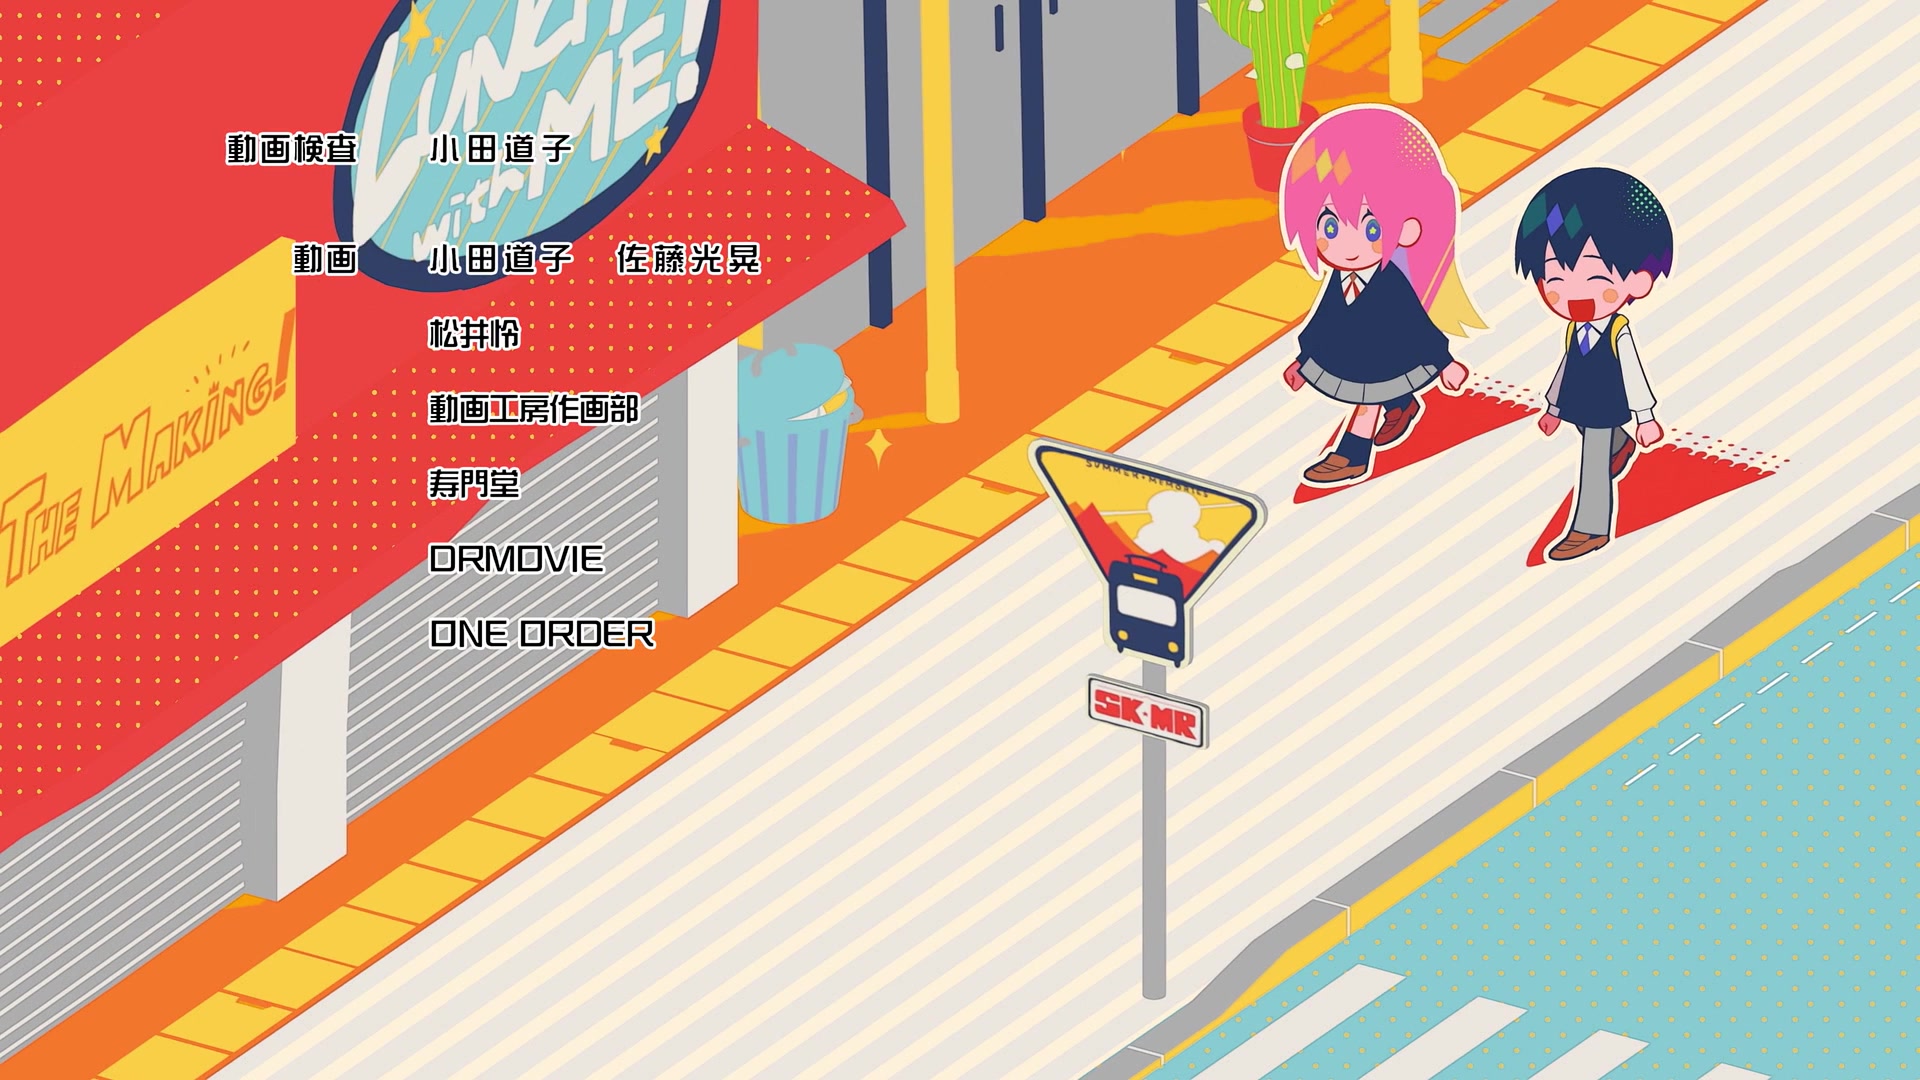 LUNCH
with ME!
動画検査 小田道子
動画 小田道子 佐藤光晃
松井怜
動画工房作画部
寿門堂
DRMOVIE
ONE ORDER
THE MAKING!
SUMMER・MEMORIES
SK・MR